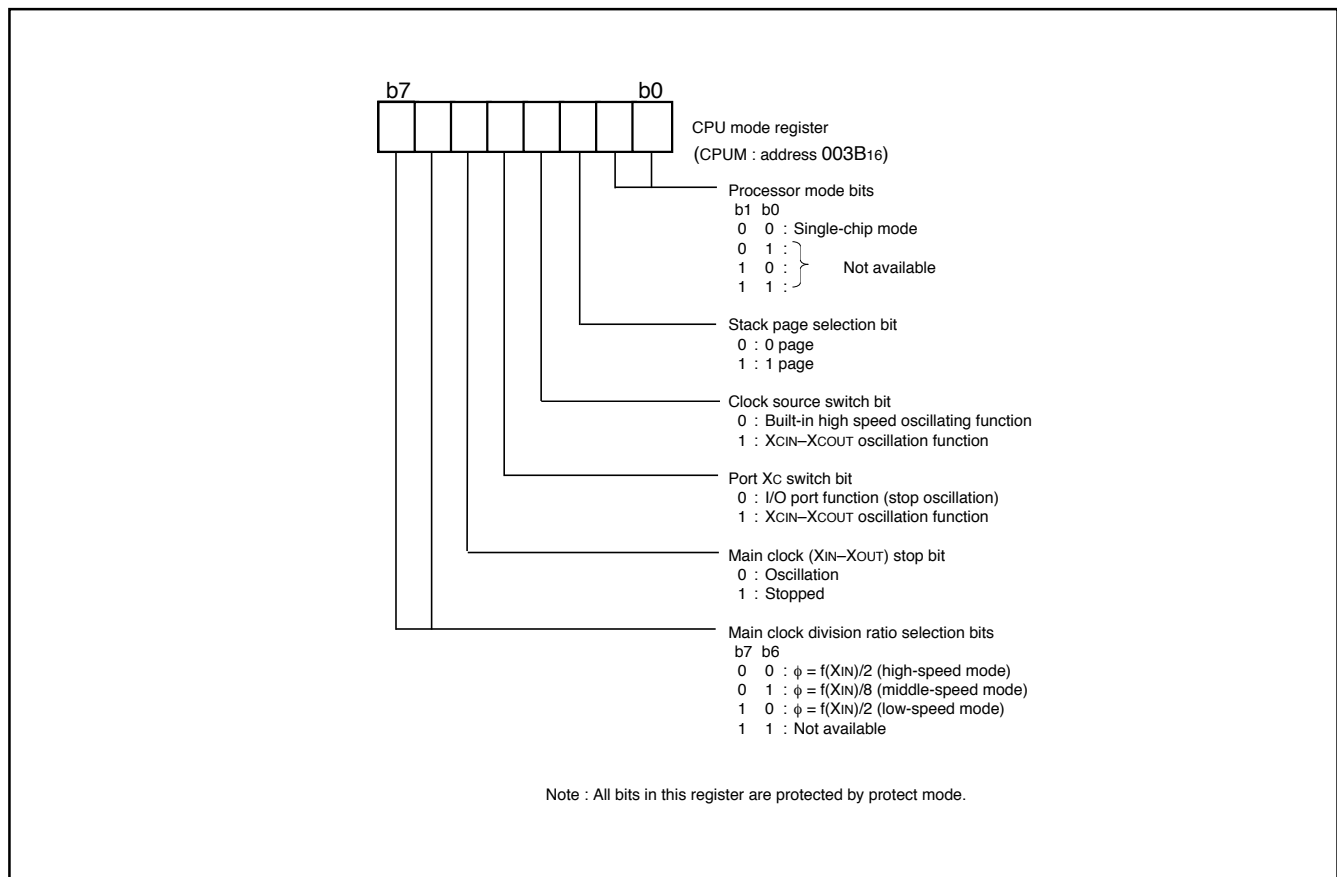 b7 b0
CPU mode register
(CPUM : address 003B16)
Processor mode bits
b1 b0
0 0 : Single-chip mode
0 1 :
1 0 : Not available
1 1 :
Stack page selection bit
0 : 0 page
1 : 1 page
Clock source switch bit
0 : Built-in high speed oscillating function
1 : XCIN–XCOUT oscillation function
Port XC switch bit
0 : I/O port function (stop oscillation)
1 : XCIN–XCOUT oscillation function
Main clock (XIN–XOUT) stop bit
0 : Oscillation
1 : Stopped
Main clock division ratio selection bits
b7 b6
0 0 : φ = f(XIN)/2 (high-speed mode)
0 1 : φ = f(XIN)/8 (middle-speed mode)
1 0 : φ = f(XIN)/2 (low-speed mode)
1 1 : Not available
Note : All bits in this register are protected by protect mode.